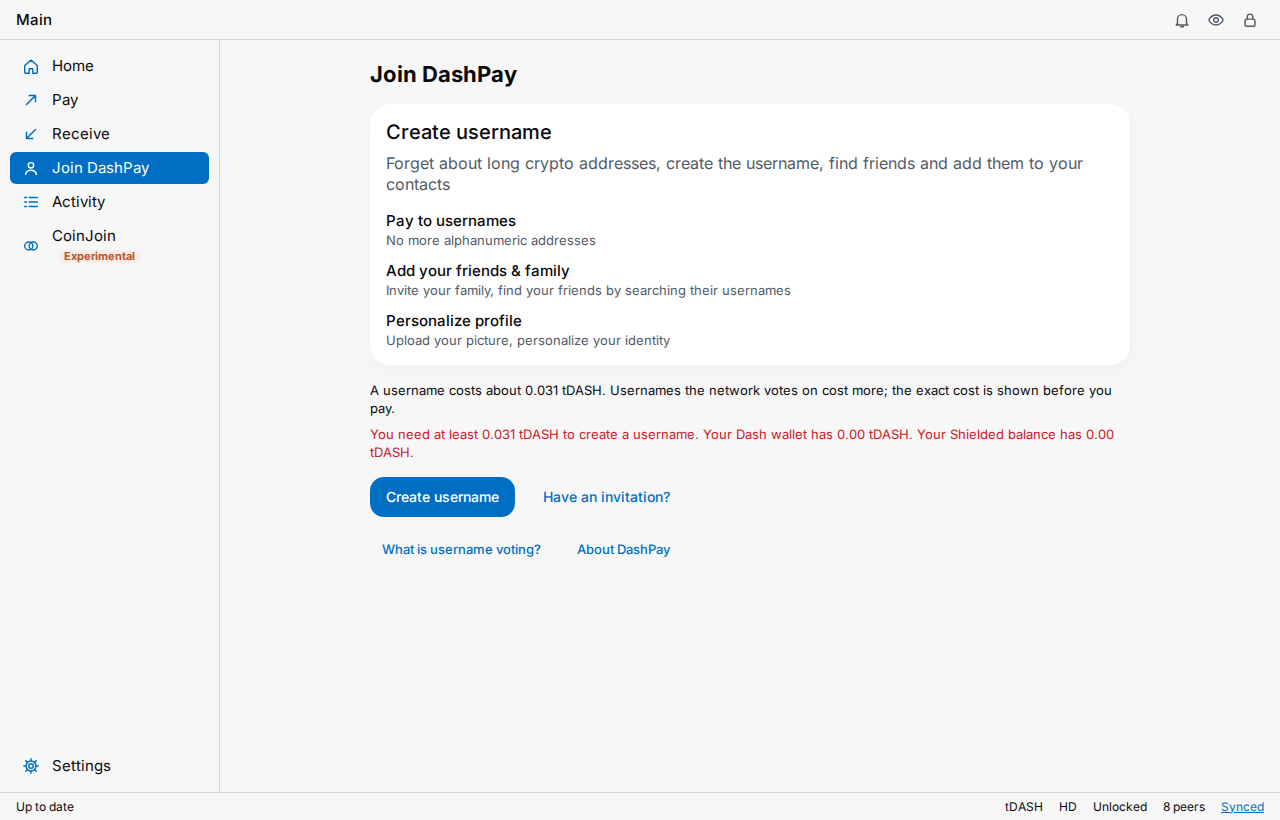 Main
Home
Pay
Receive
Join DashPay
Activity
CoinJoin
Experimental
Settings
Join DashPay
Create username
Forget about long crypto addresses, create the username, find friends and add them to your
contacts
Pay to usernames
No more alphanumeric addresses
Add your friends & family
Invite your family, find your friends by searching their usernames
Personalize profile
Upload your picture, personalize your identity
A username costs about 0.031 tDASH. Usernames the network votes on cost more; the exact cost is shown before you
pay.
You need at least 0.031 tDASH to create a username. Your Dash wallet has 0.00 tDASH. Your Shielded balance has 0.00
tDASH.
Create username
Have an invitation?
What is username voting?
About DashPay
Up to date
tDASH
HD
Unlocked
8 peers
Synced